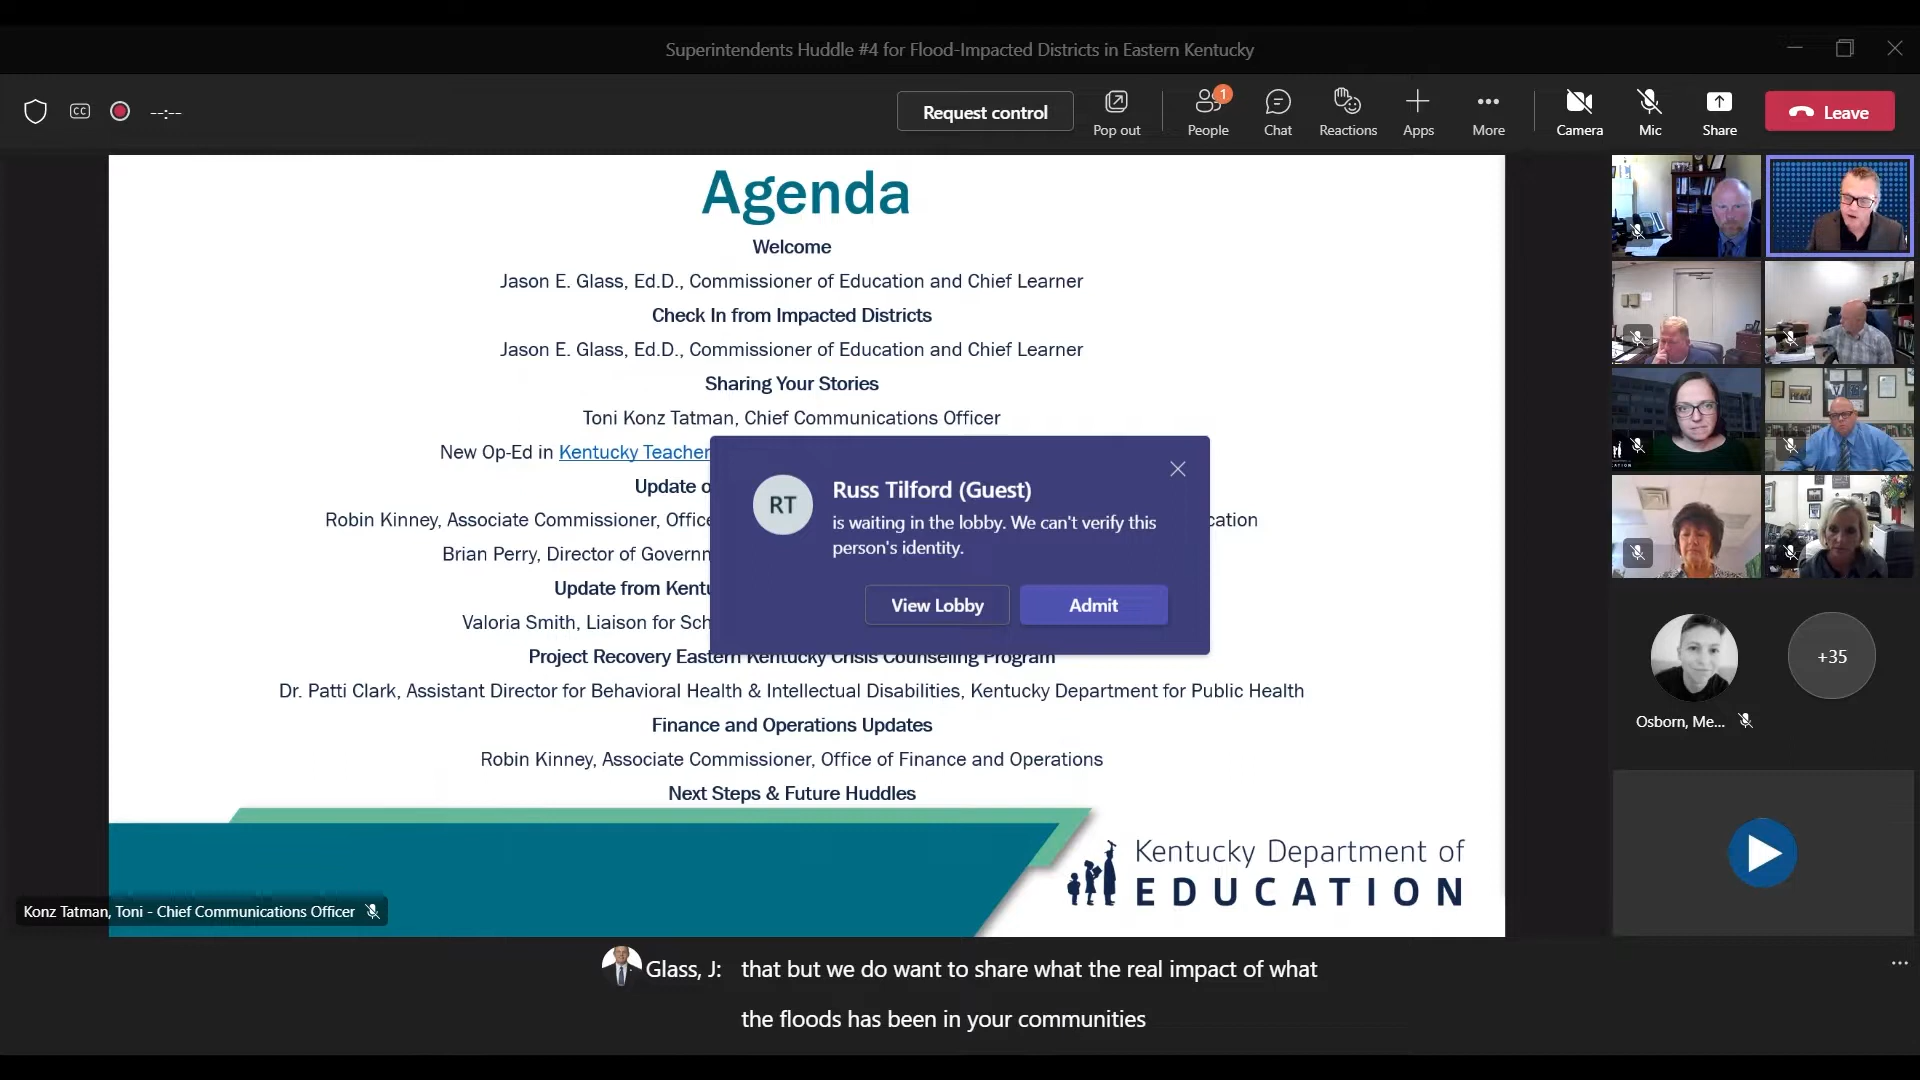 Superintendents Huddle #4 for Flood-Impacted Districts in Eastern Kentucky
CC
--:--
Request control
Pop out
1
People
Chat
Reactions
Apps
More
Camera
Mic
Share
Leave
Agenda
Welcome
Jason E. Glass, Ed.D., Commissioner of Education and Chief Learner
Check In from Impacted Districts
Jason E. Glass, Ed.D., Commissioner of Education and Chief Learner
Sharing Your Stories
Toni Konz Tatman, Chief Communications Officer
New Op-Ed in Kentucky Teacher
Update
Robin Kinney, Associate Commissioner,
Brian Perry, Director of
Update from
Valoria Smith, Liaison for
Project Recovery Eastern Kentucky Crisis Counseling Program
Dr. Patti Clark, Assistant Director for Behavioral Health & Intellectual Disabilities, Kentucky Department for Public Health
Finance and Operations Updates
Robin Kinney, Associate Commissioner, Office of Finance and Operations
Next Steps & Future Huddles
RT
Russ Tilford (Guest)
is waiting in the lobby. We can't verify this
person's identity.
View Lobby
Admit
Kentucky Department of
EDUCATION
Konz Tatman, Toni - Chief Communications Officer
+35
Osborn, Me...
Glass, J: that but we do want to share what the real impact of what
the floods has been in your communities